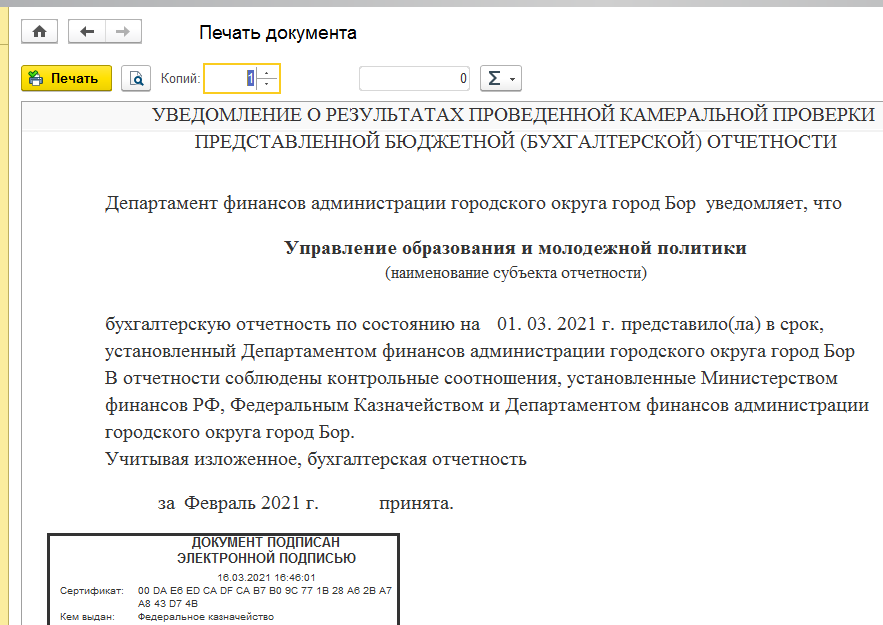 Печать документа
Печать Копий: 1 0 Σ
УВЕДОМЛЕНИЕ О РЕЗУЛЬТАТАХ ПРОВЕДЕННОЙ КАМЕРАЛЬНОЙ ПРОВЕРКИ
ПРЕДСТАВЛЕННОЙ БЮДЖЕТНОЙ (БУХГАЛТЕРСКОЙ) ОТЧЕТНОСТИ
Департамент финансов администрации городского округа город Бор уведомляет, что
Управление образования и молодежной политики
(наименование субъекта отчетности)
бухгалтерскую отчетность по состоянию на 01. 03. 2021 г. представило(ла) в срок,
установленный Департаментом финансов администрации городского округа город Бор
В отчетности соблюдены контрольные соотношения, установленные Министерством
финансов РФ, Федеральным Казначейством и Департаментом финансов администрации
городского округа город Бор.
Учитывая изложенное, бухгалтерская отчетность
за Февраль 2021 г. принята.
ДОКУМЕНТ ПОДПИСАН
ЭЛЕКТРОННОЙ ПОДПИСЬЮ
16.03.2021 16:46:01
Сертификат: 00 DA E6 ED CA DF CA B7 B0 9C 77 1B 28 A6 2B A7
A8 43 D7 4B
Кем выдан: Федеральное казначейство